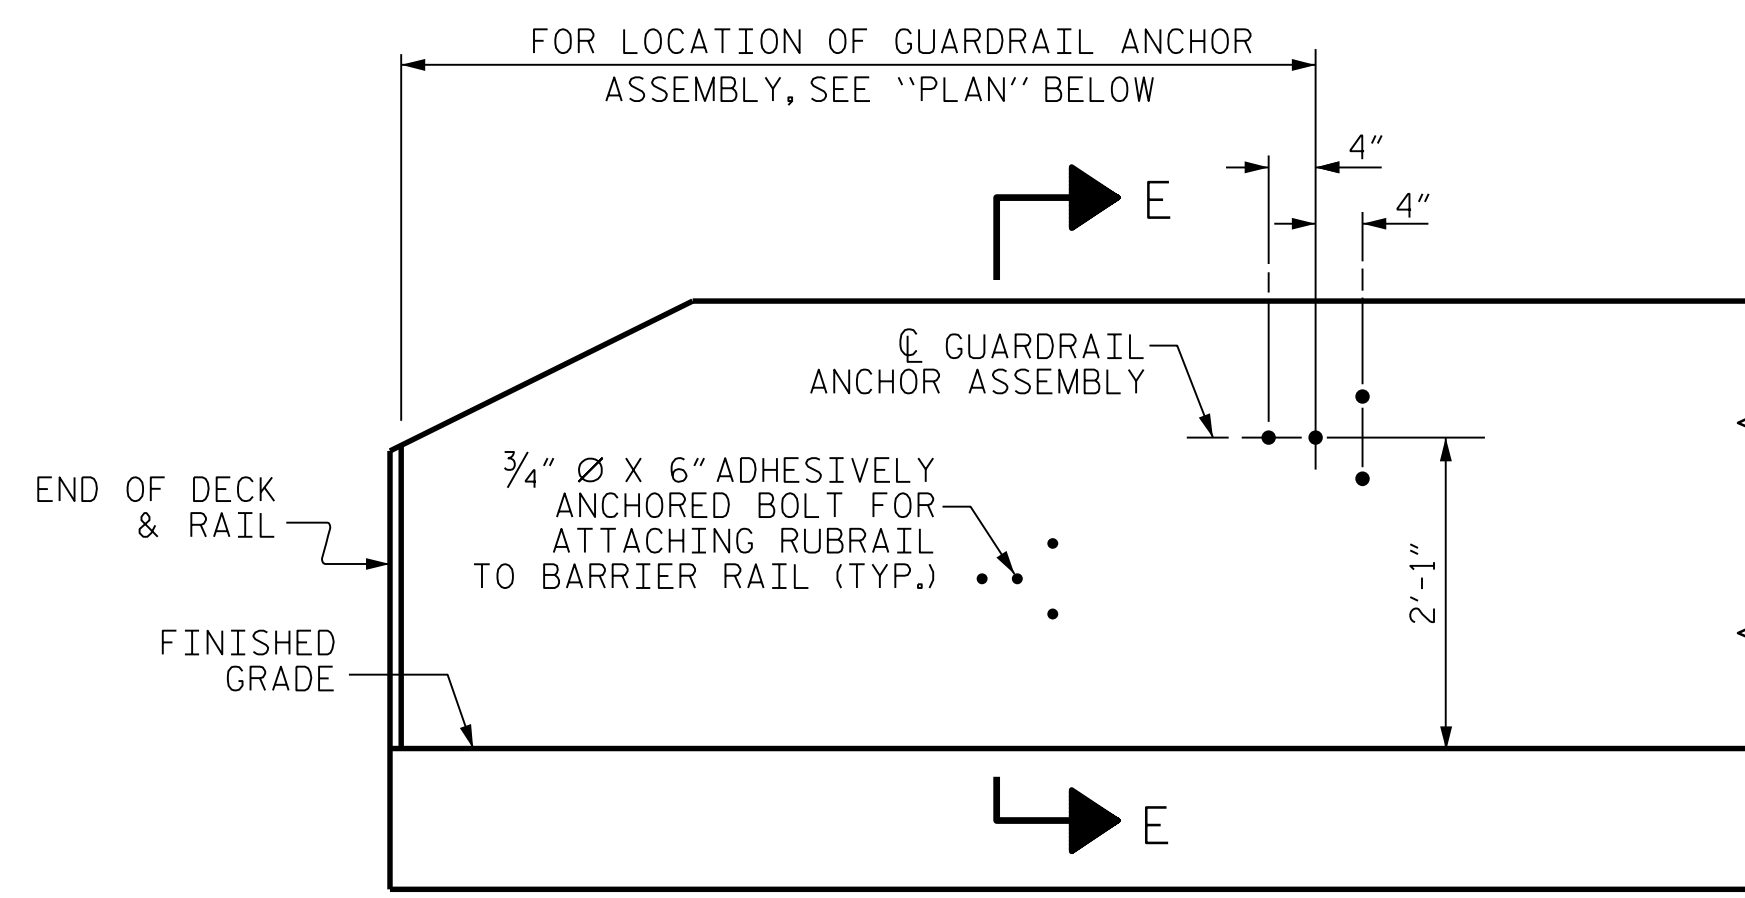 FOR LOCATION OF GUARDRAIL ANCHOR
ASSEMBLY, SEE "PLAN" BELOW
4"
E
4"
℄ GUARDRAIL
ANCHOR ASSEMBLY
3/4" Ø X 6" ADHESIVELY
ANCHORED BOLT FOR
ATTACHING RUBRAIL
TO BARRIER RAIL (TYP.)
END OF DECK
& RAIL
2'-1"
FINISHED
GRADE
E